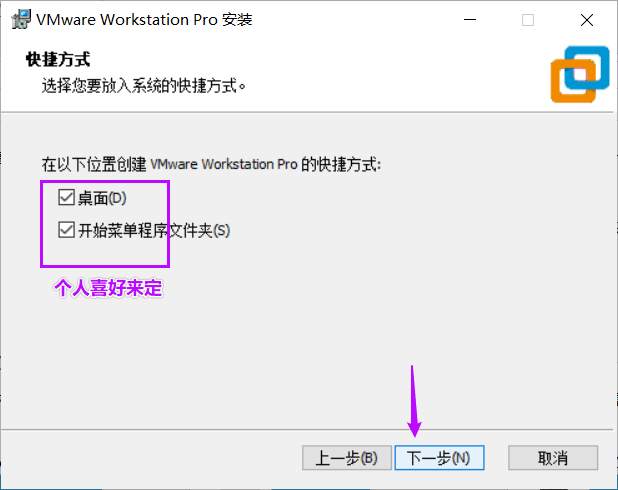 VMware Workstation Pro 安装
快捷方式
选择您要放入系统的快捷方式。
在以下位置创建 VMware Workstation Pro 的快捷方式:
桌面(D)
开始菜单程序文件夹(S)
个人喜好来定
上一步(B) 下一步(N) 取消